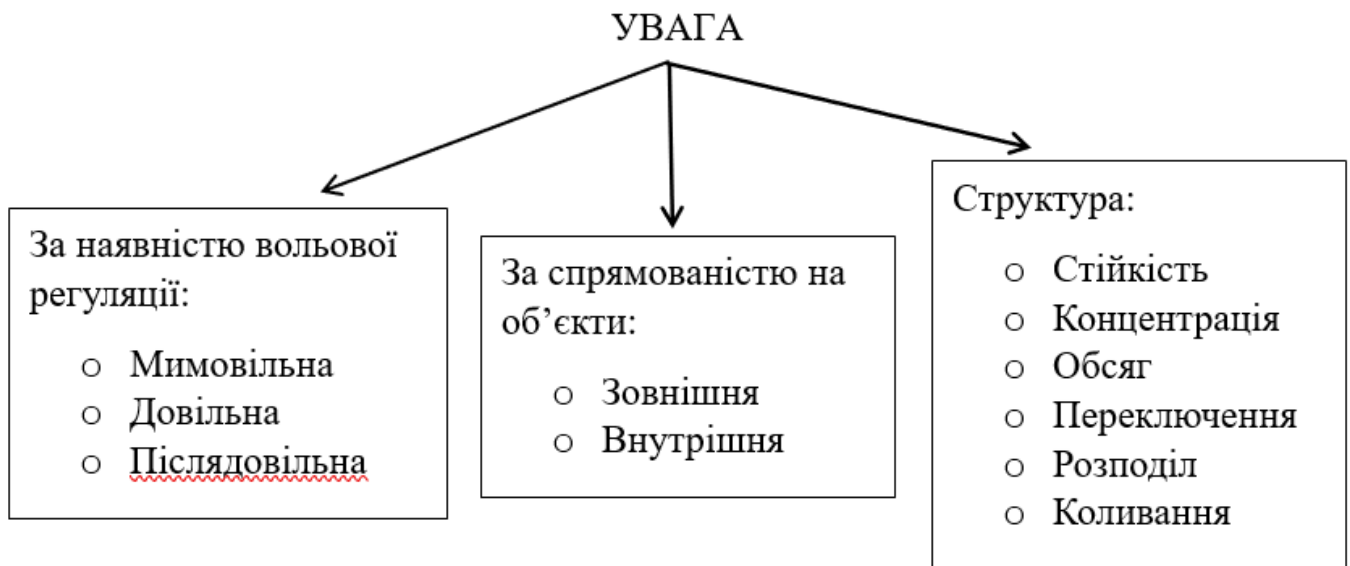 УВАГА
За наявністю вольової
регуляції:
o Мимовільна
o Довільна
o Післядовільна
За спрямованістю на
об’єкти:
o Зовнішня
o Внутрішня
Структура:
o Стійкість
o Концентрація
o Обсяг
o Переключення
o Розподіл
o Коливання